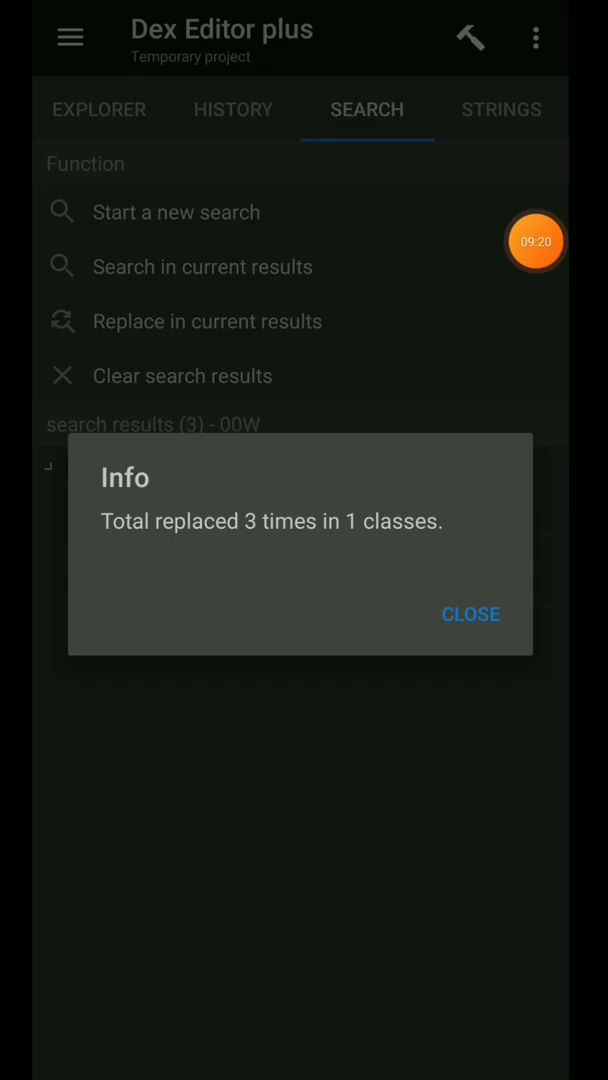 Dex Editor plus
Temporary project
EXPLORER HISTORY SEARCH STRINGS
Function
Start a new search
09:20
Search in current results
Replace in current results
Clear search results
search results (3) - 00W
Info
Total replaced 3 times in 1 classes.
CLOSE